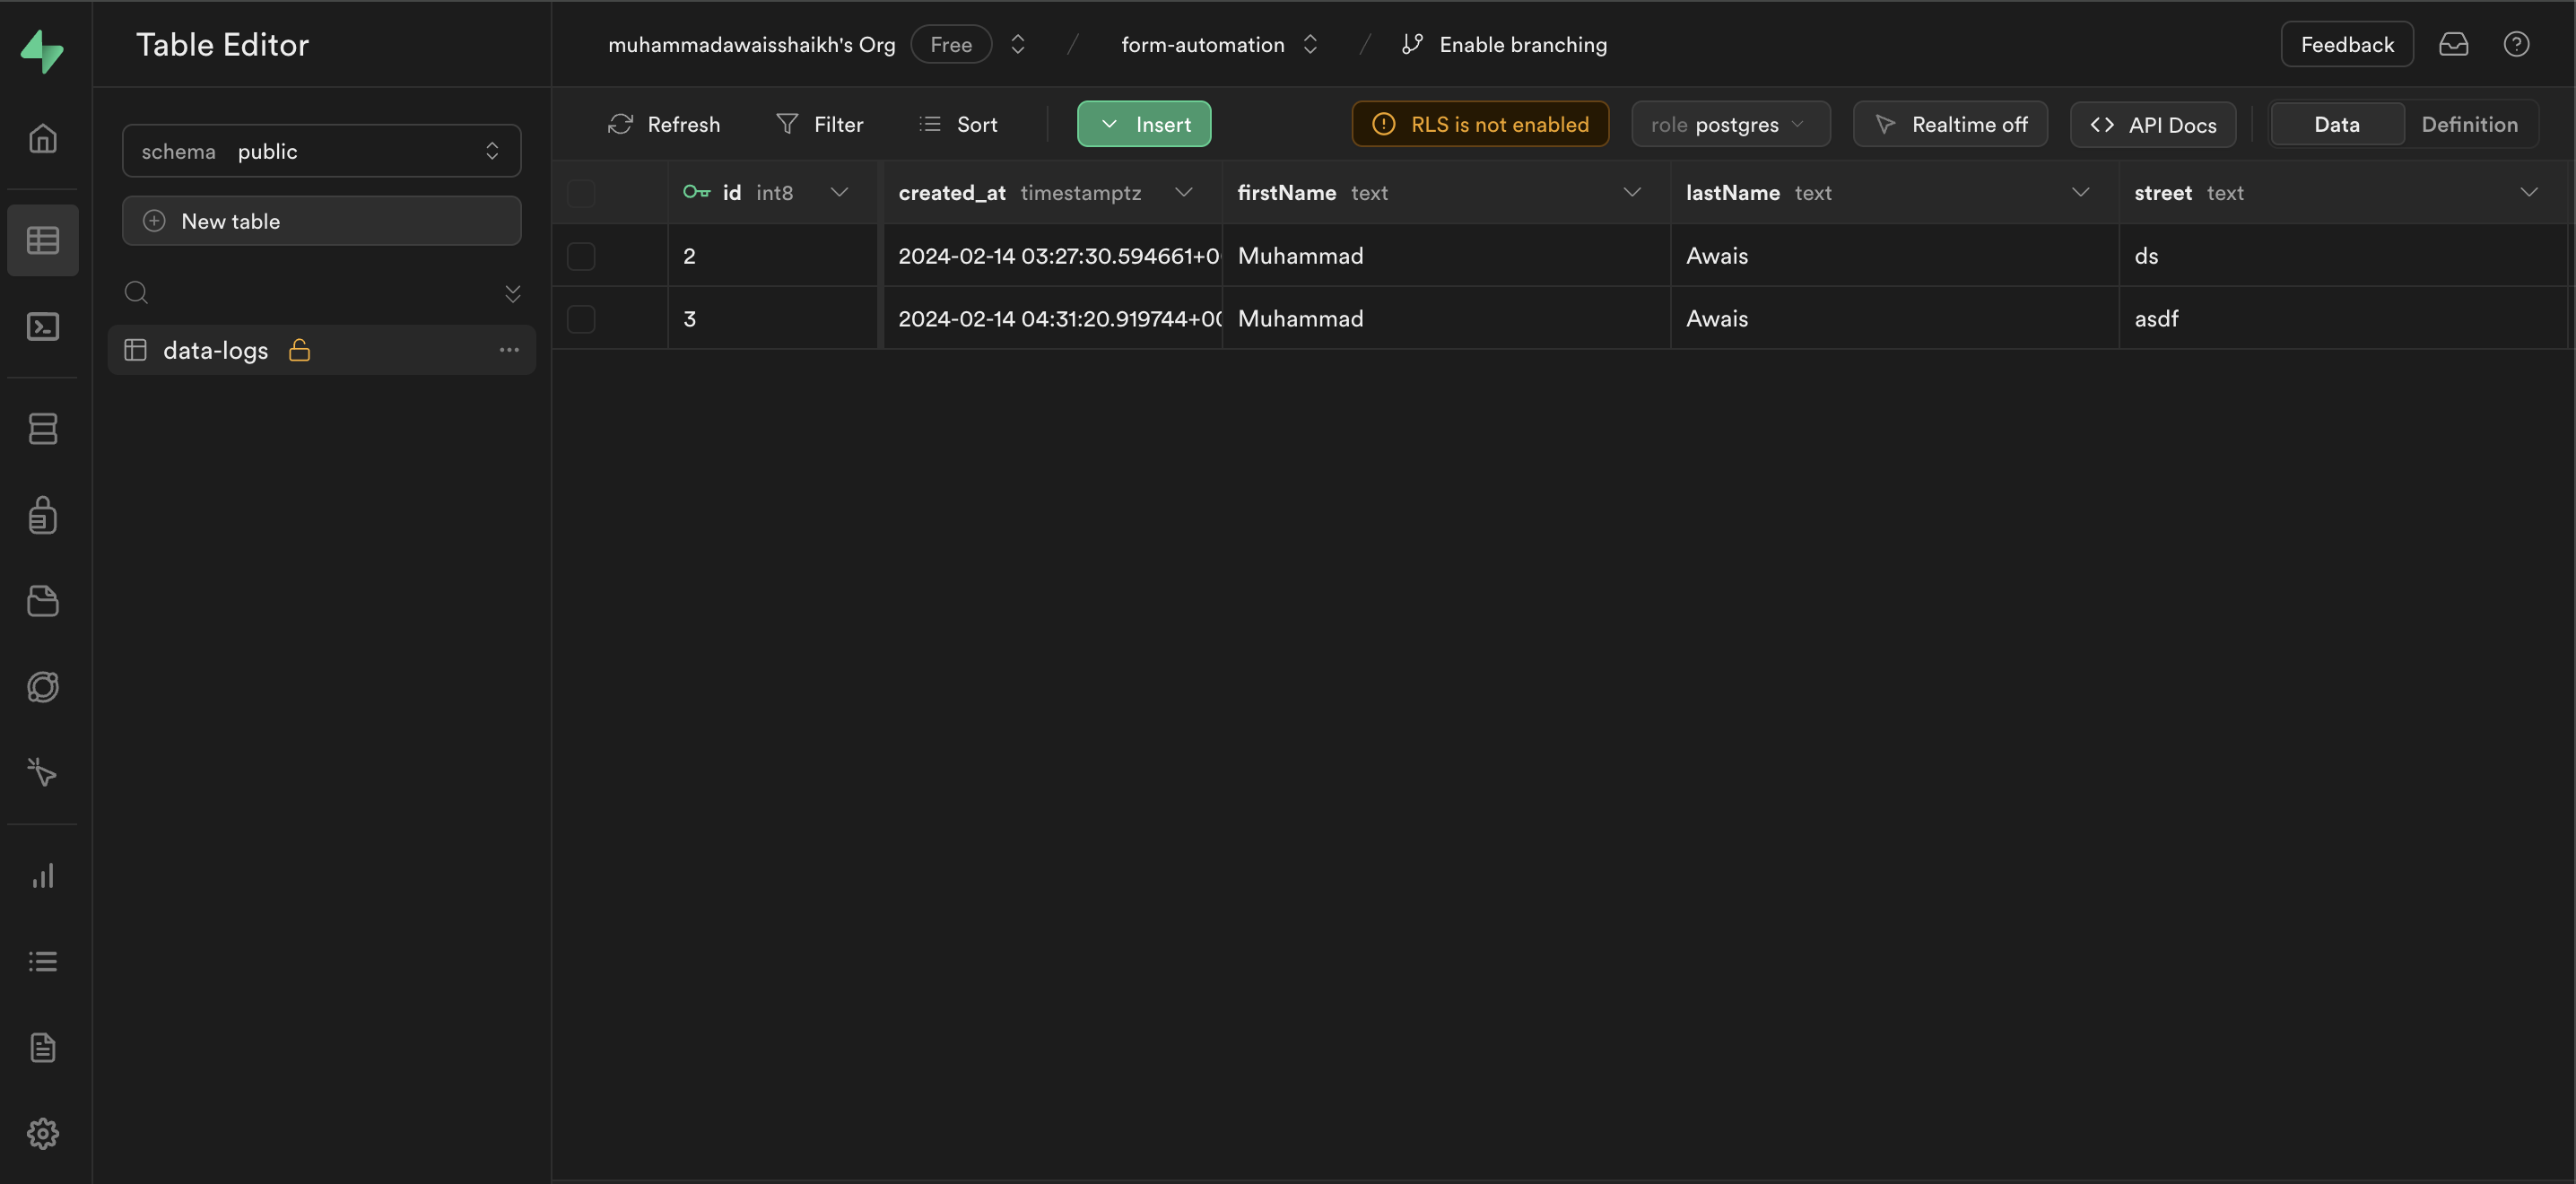 Table Editor
muhammadawaisshaikh's Org Free / form-automation / Enable branching
Feedback
schema public
New table
data-logs
Refresh Filter Sort Insert RLS is not enabled role postgres Realtime off API Docs Data Definition
id int8 created_at timestamptz firstName text lastName text street text
2 2024-02-14 03:27:30.594661+0 Muhammad Awais ds
3 2024-02-14 04:31:20.919744+00 Muhammad Awais asdf